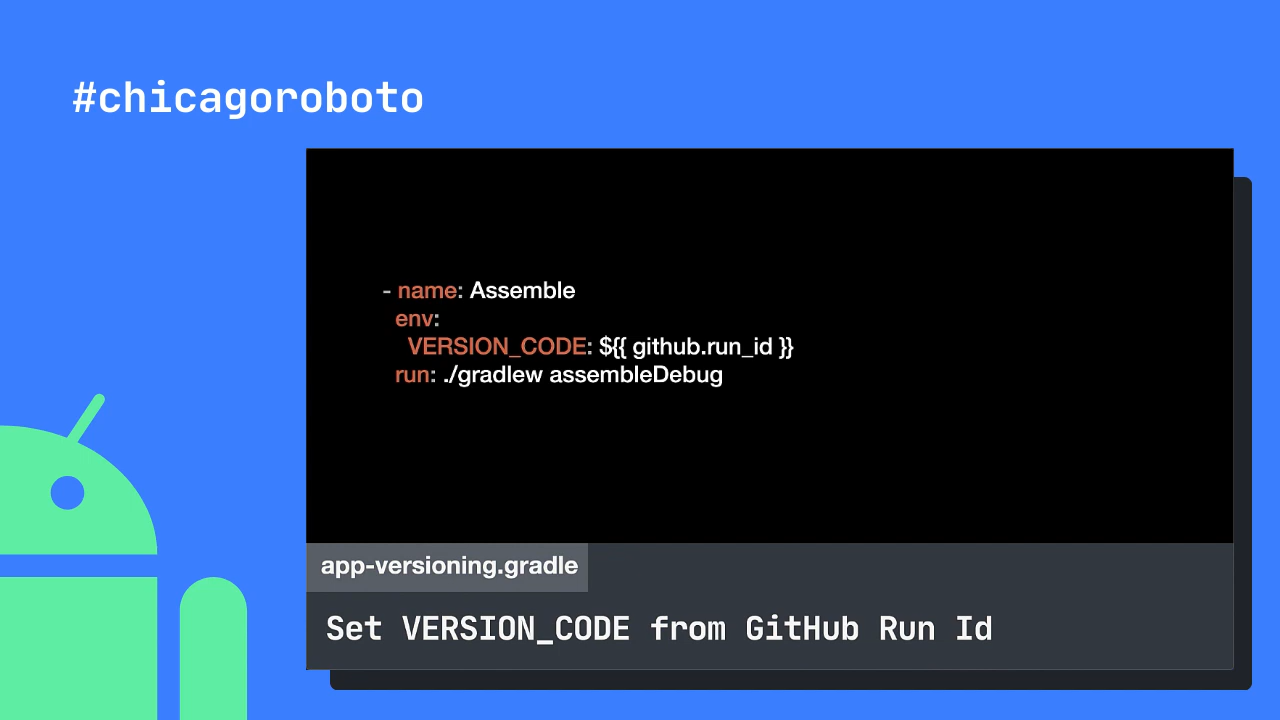 #chicagoroboto
- name: Assemble
env:
VERSION_CODE: ${{ github.run_id }}
run: ./gradlew assembleDebug
app-versioning.gradle
Set VERSION_CODE from GitHub Run Id